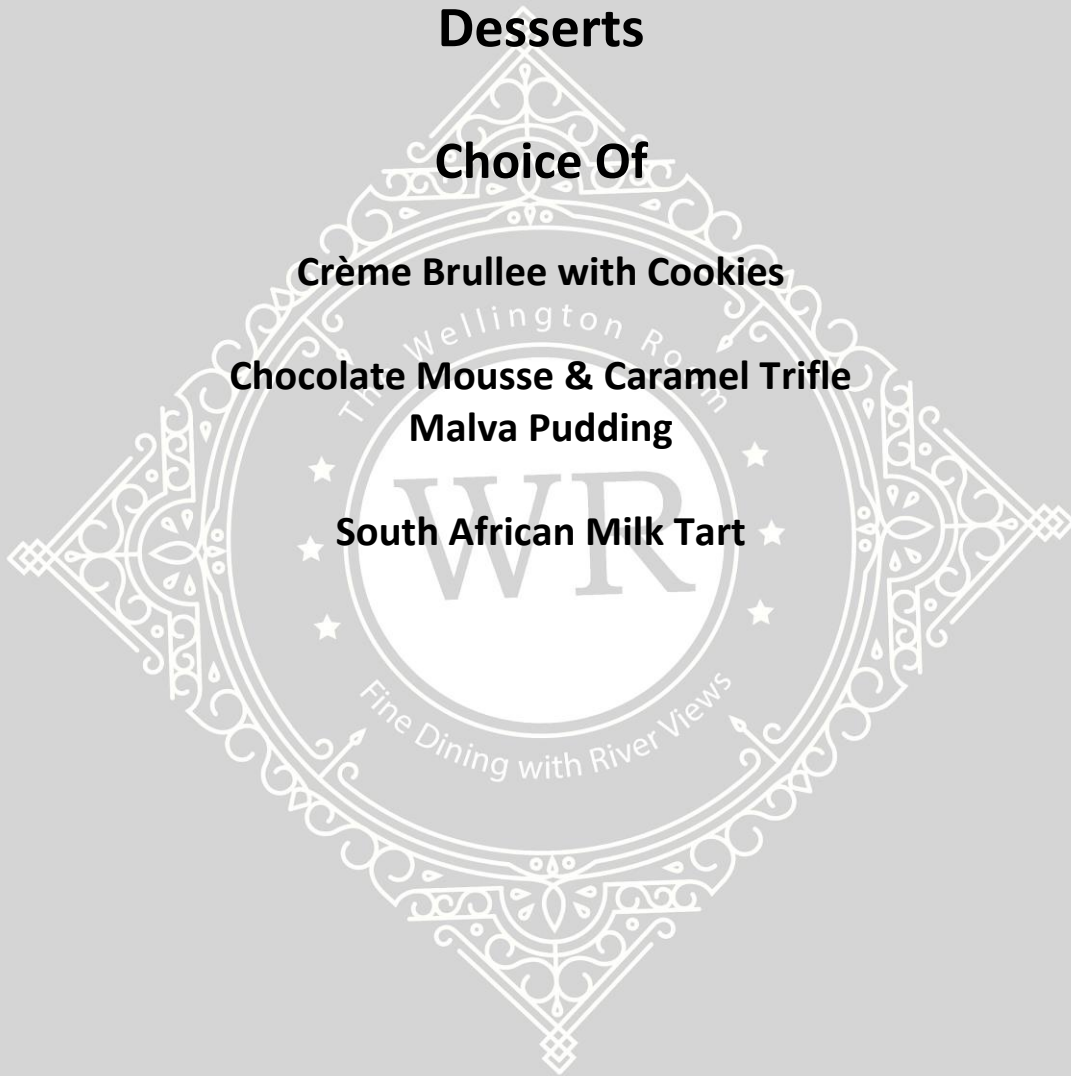 Desserts
Choice Of
Crème Brullee with Cookies
The Wellington Room
Chocolate Mousse & Caramel Trifle
Malva Pudding
WR
South African Milk Tart
Fine Dining with River Views